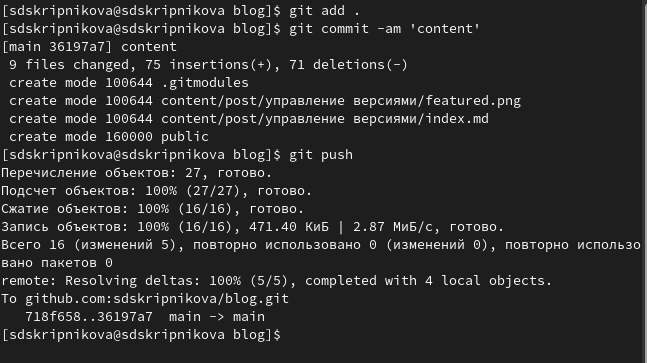 [sdskripnikova@sdskripnikova blog]$ git add .
[sdskripnikova@sdskripnikova blog]$ git commit -am 'content'
[main 36197a7] content
 9 files changed, 75 insertions(+), 71 deletions(-)
 create mode 100644 .gitmodules
 create mode 100644 content/post/управление версиями/featured.png
 create mode 100644 content/post/управление версиями/index.md
 create mode 160000 public
[sdskripnikova@sdskripnikova blog]$ git push
Перечисление объектов: 27, готово.
Подсчет объектов: 100% (27/27), готово.
Сжатие объектов: 100% (16/16), готово.
Запись объектов: 100% (16/16), 471.40 КиБ | 2.87 МиБ/с, готово.
Всего 16 (изменений 5), повторно использовано 0 (изменений 0), повторно использо
вано пакетов 0
remote: Resolving deltas: 100% (5/5), completed with 4 local objects.
To github.com:sdskripnikova/blog.git
   718f658..36197a7  main -> main
[sdskripnikova@sdskripnikova blog]$